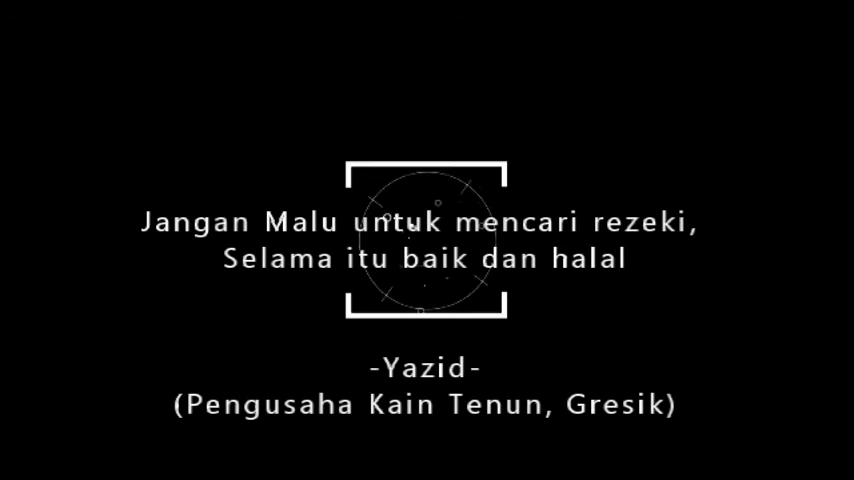 Jangan Malu untuk mencari rezeki,
Selama itu baik dan halal
-Yazid-
(Pengusaha Kain Tenun, Gresik)